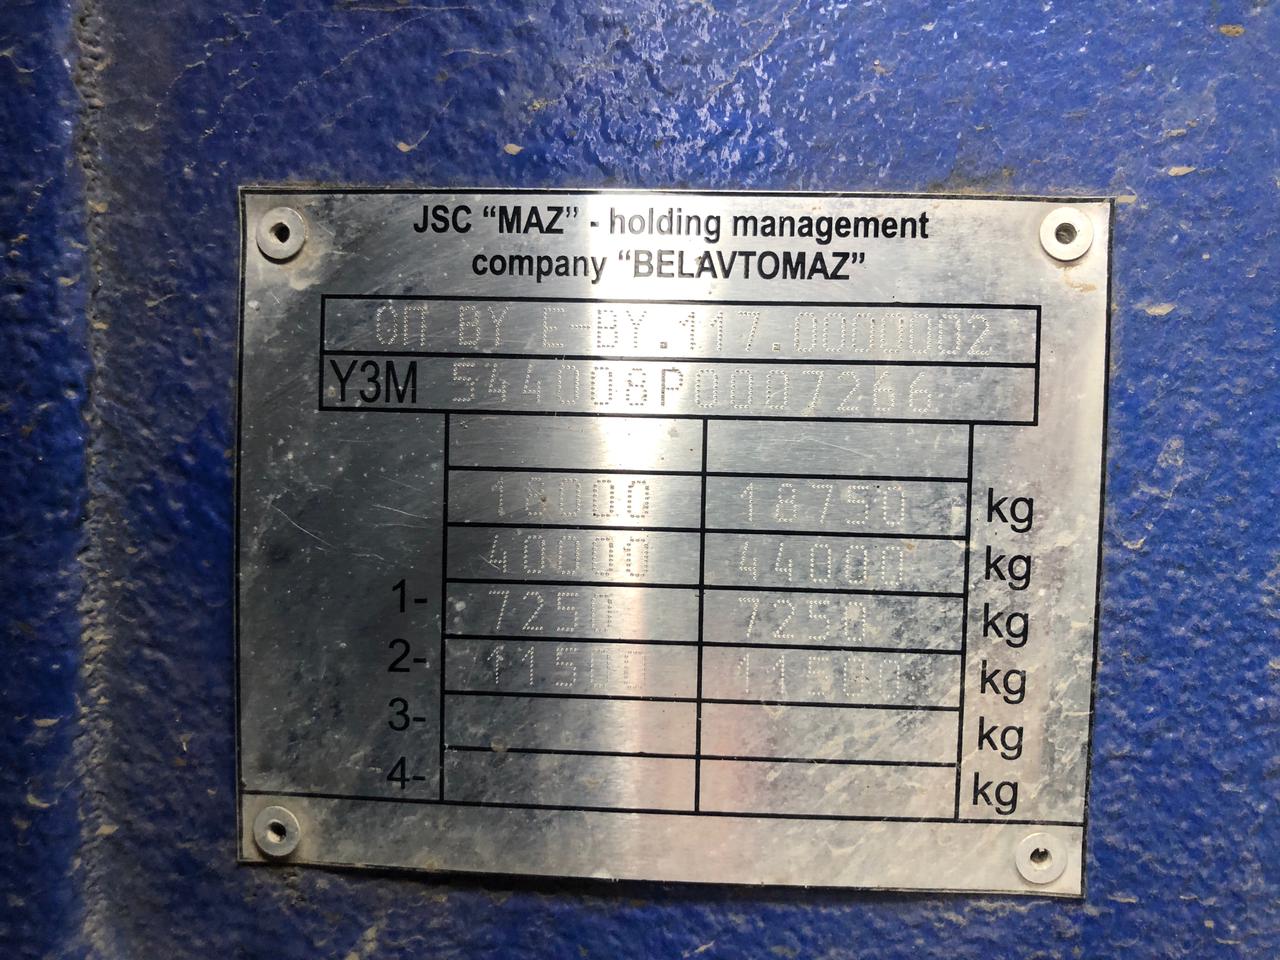 JSC “MAZ” - holding management
company “BELAVTOMAZ”
ОП BY E-BY.117.0000002
Y3M 5440D8P0007266
18000 18750 kg
40000 44000 kg
1- 7250 7250 kg
2- 11500 11500 kg
3- kg
4- kg